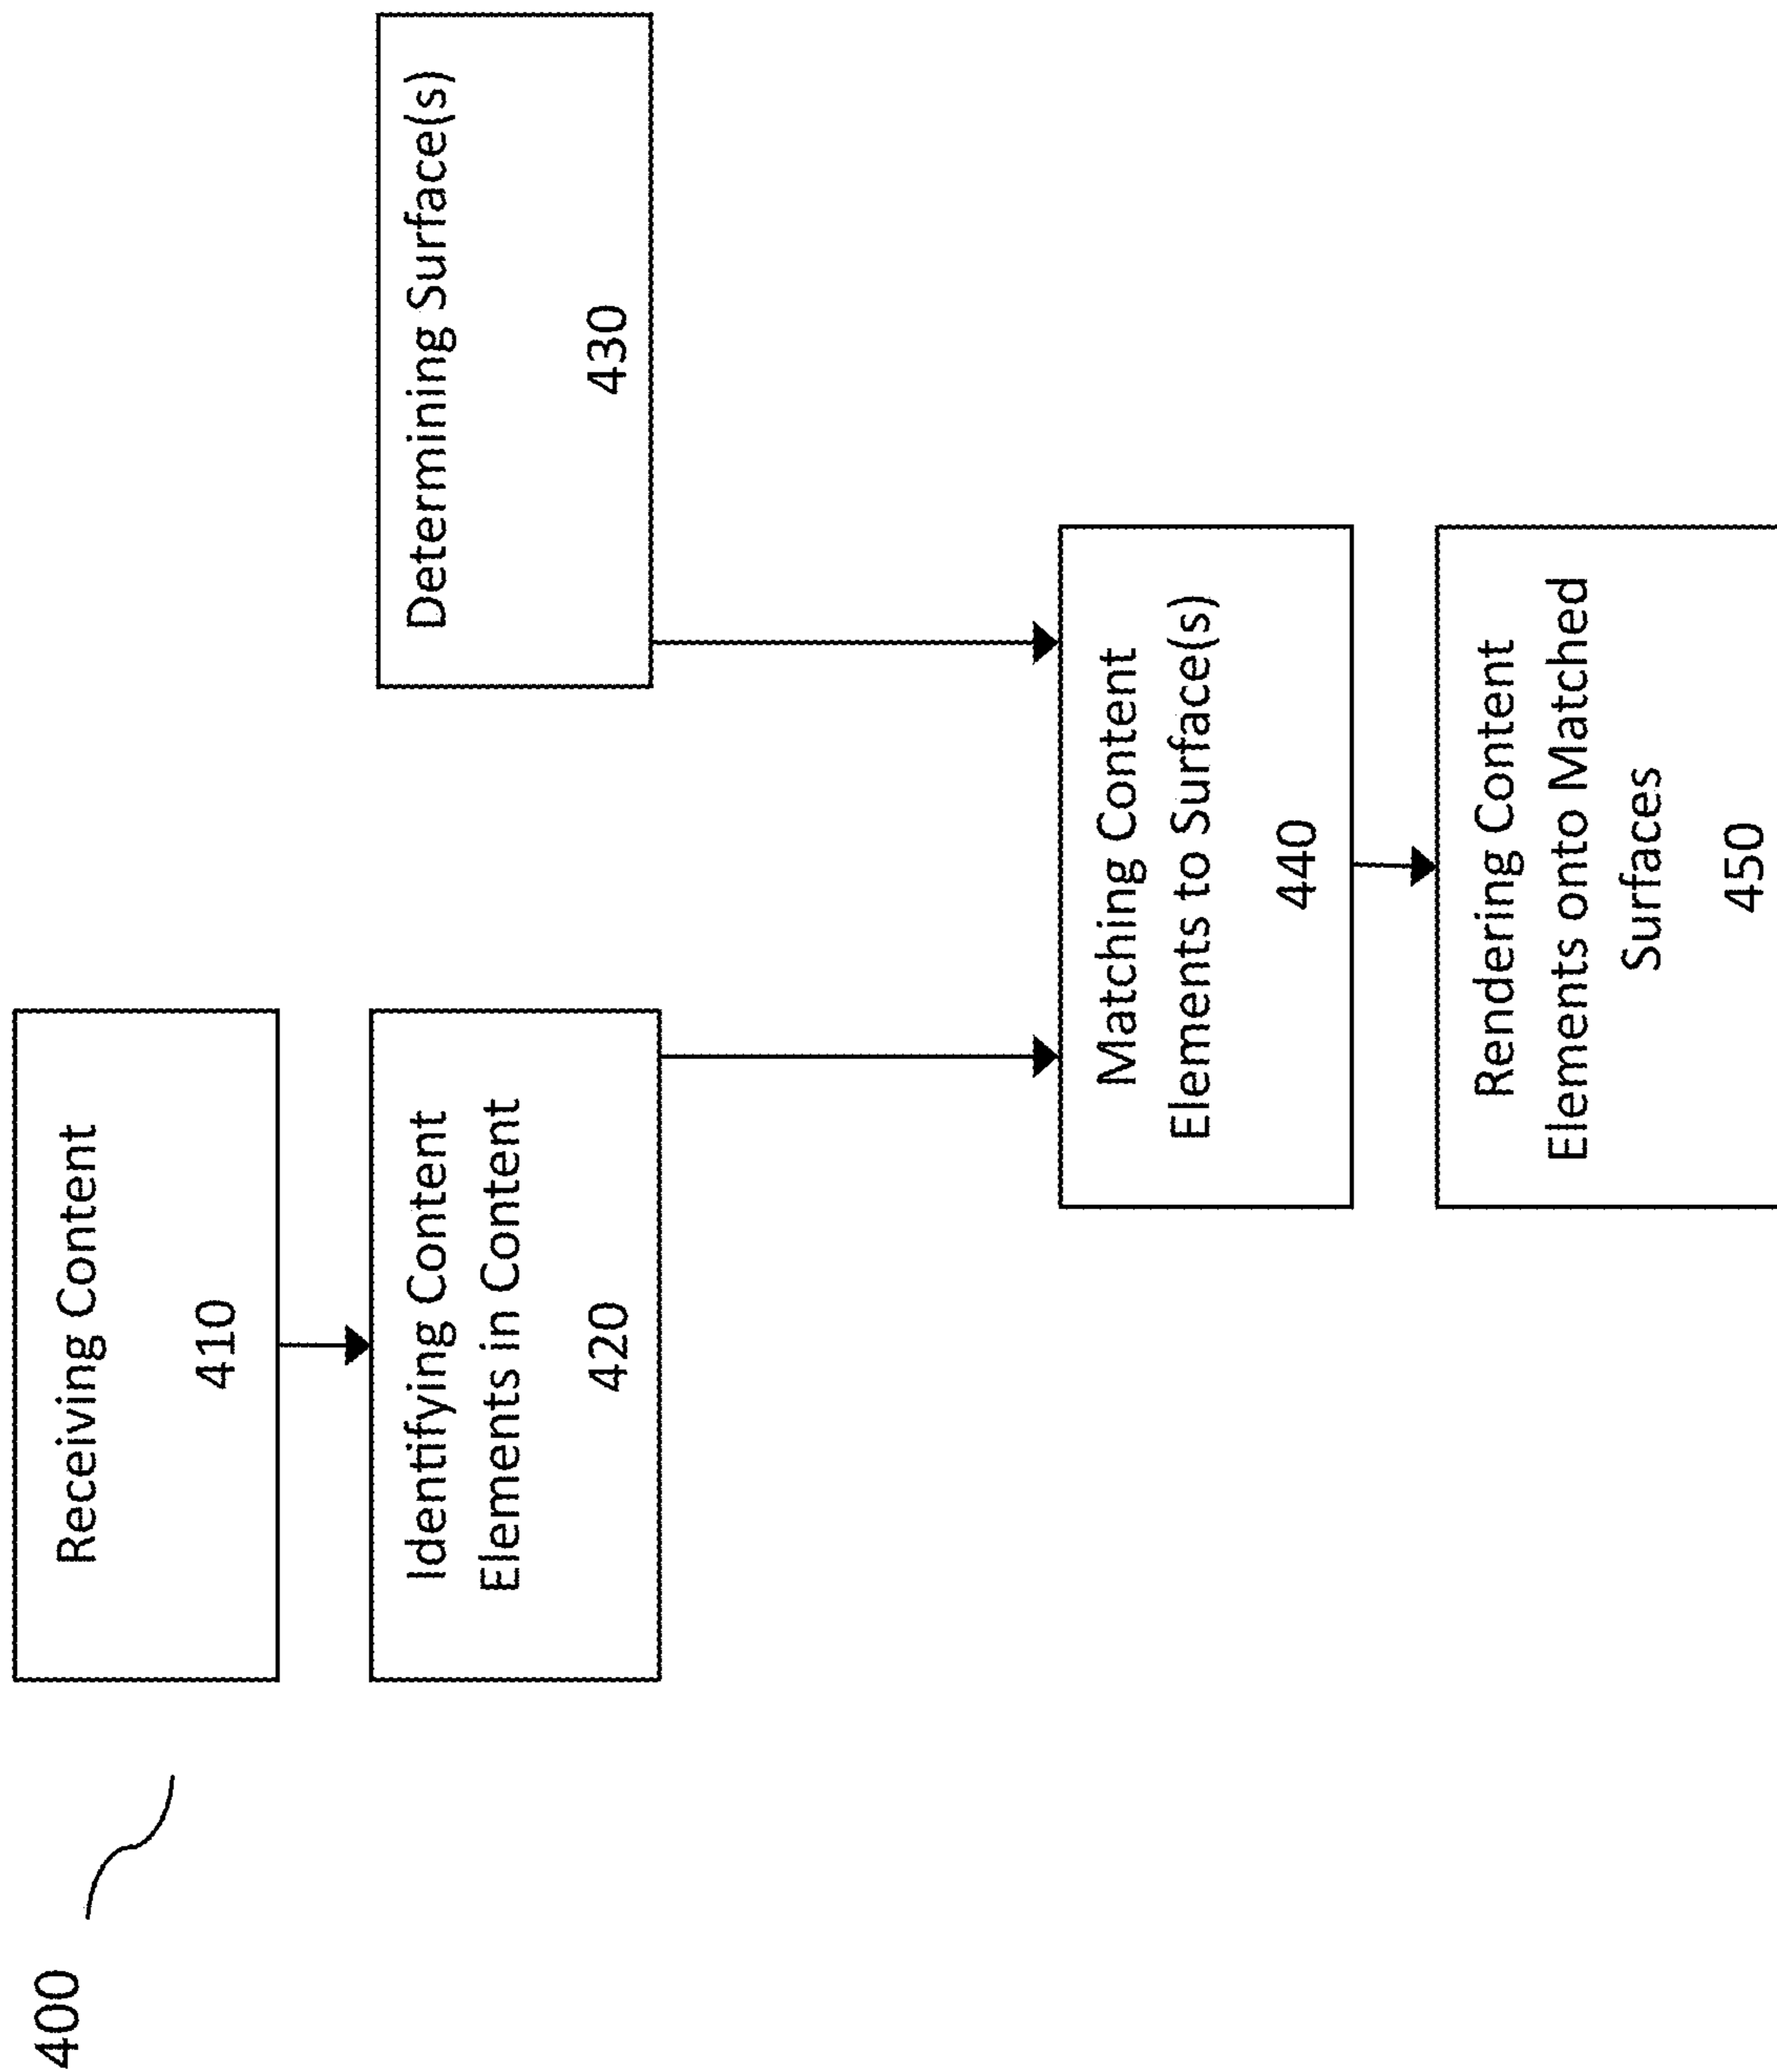 400
Receiving Content
410
Identifying Content
Elements in Content
420
Determining Surface(s)
430
Matching Content
Elements to Surface(s)
440
Rendering Content
Elements onto Matched
Surfaces
450